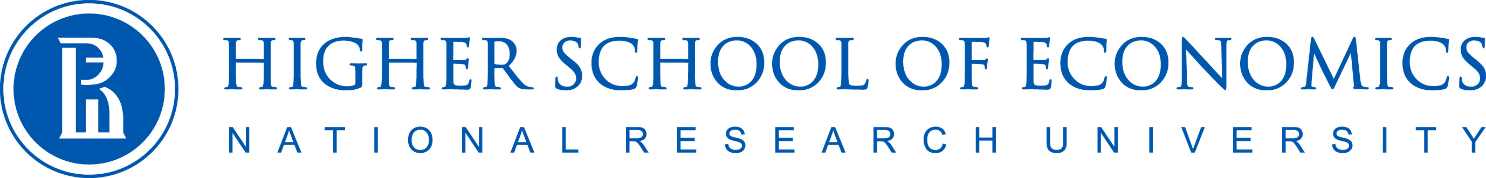 HIGHER SCHOOL OF ECONOMICS
NATIONAL RESEARCH UNIVERSITY